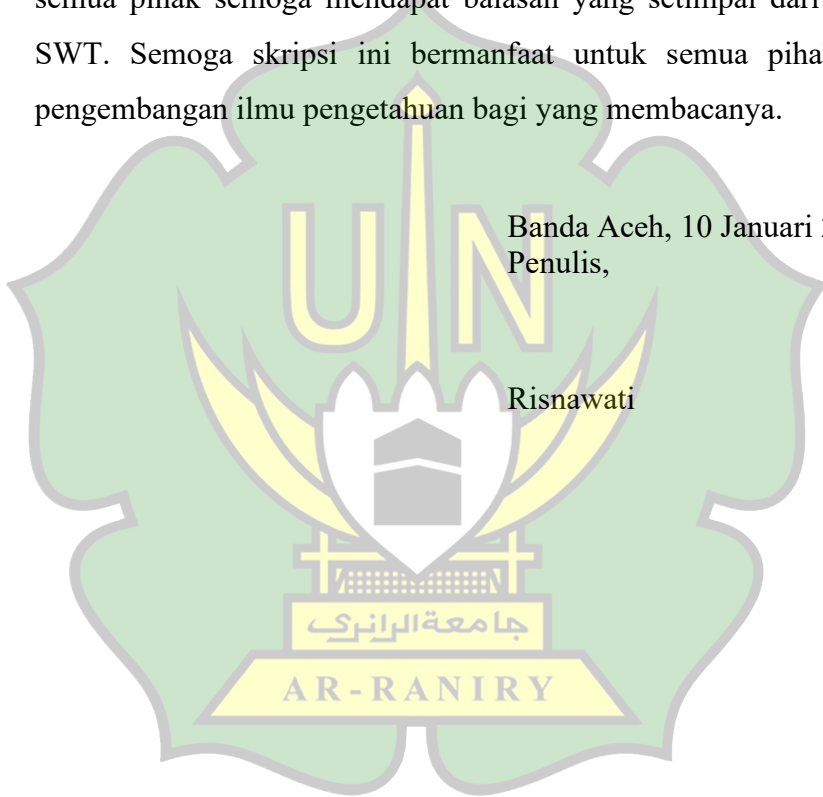 semua pihak semoga mendapat balasan yang setimpal dari
SWT. Semoga skripsi ini bermanfaat untuk semua piha
pengembangan ilmu pengetahuan bagi yang membacanya.
Banda Aceh, 10 Januari
Penulis,
Risnawati
UIN
جامعة الرانري
AR-RANIRY